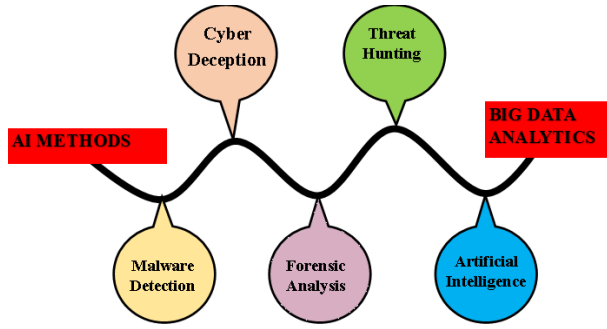 Cyber
Deception
Threat
Hunting
AI METHODS
BIG DATA
ANALYTICS
Malware
Detection
Forensic
Analysis
Artificial
Intelligence